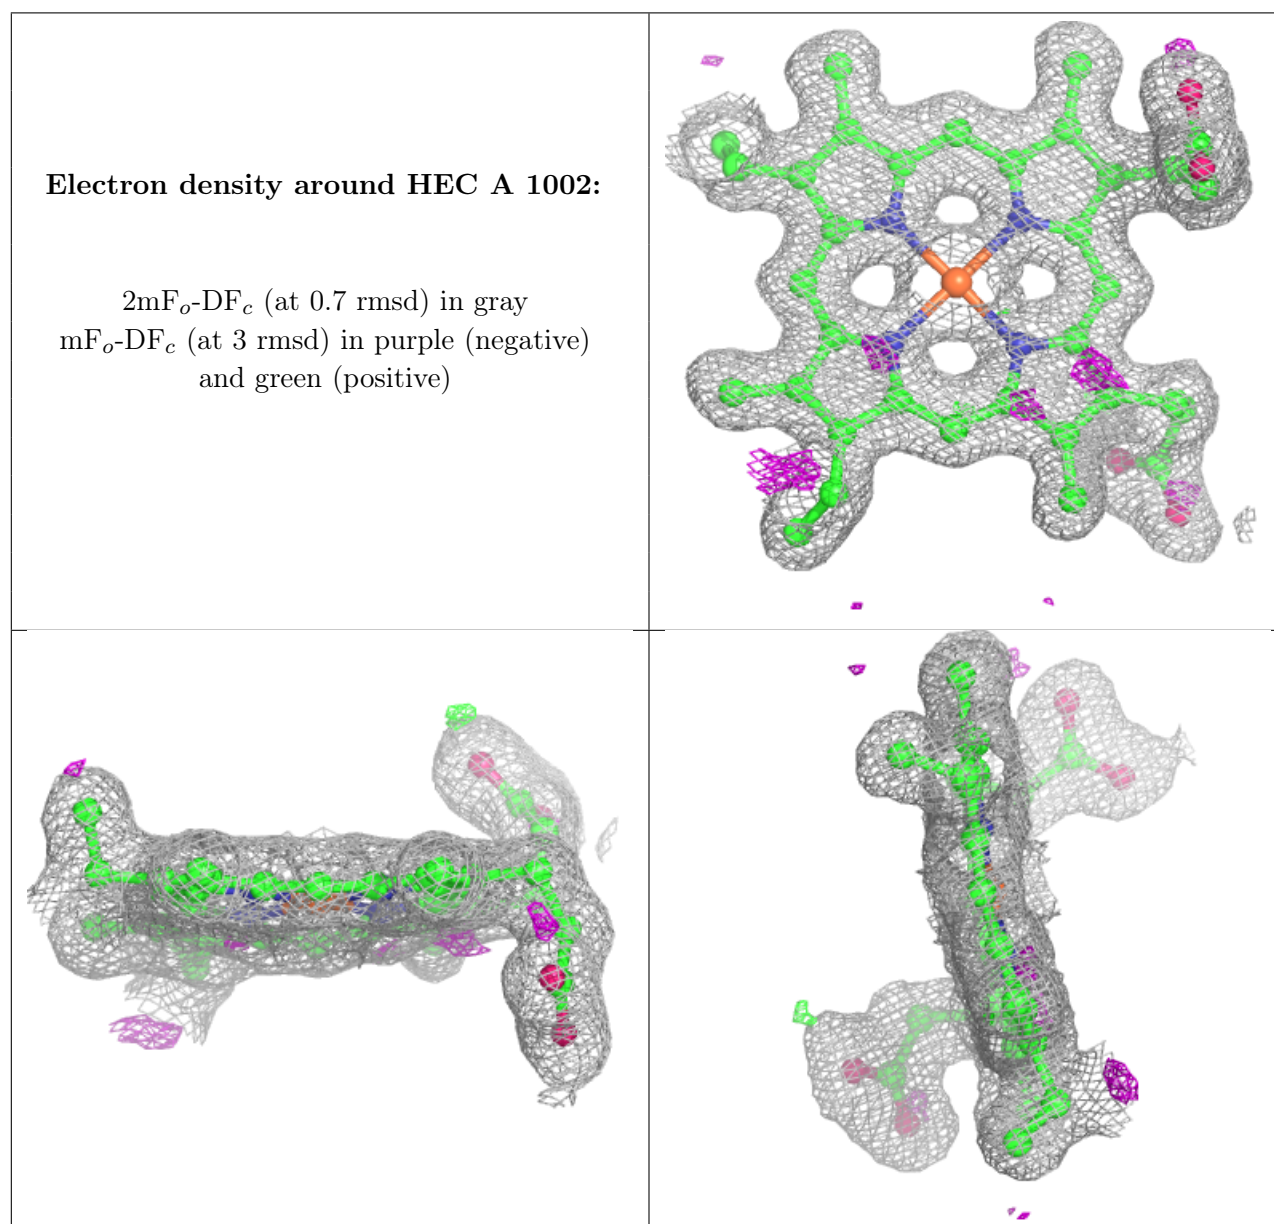 Electron density around HEC A 1002:
2mFo-DFc (at 0.7 rmsd) in gray
mFo-DFc (at 3 rmsd) in purple (negative)
and green (positive)